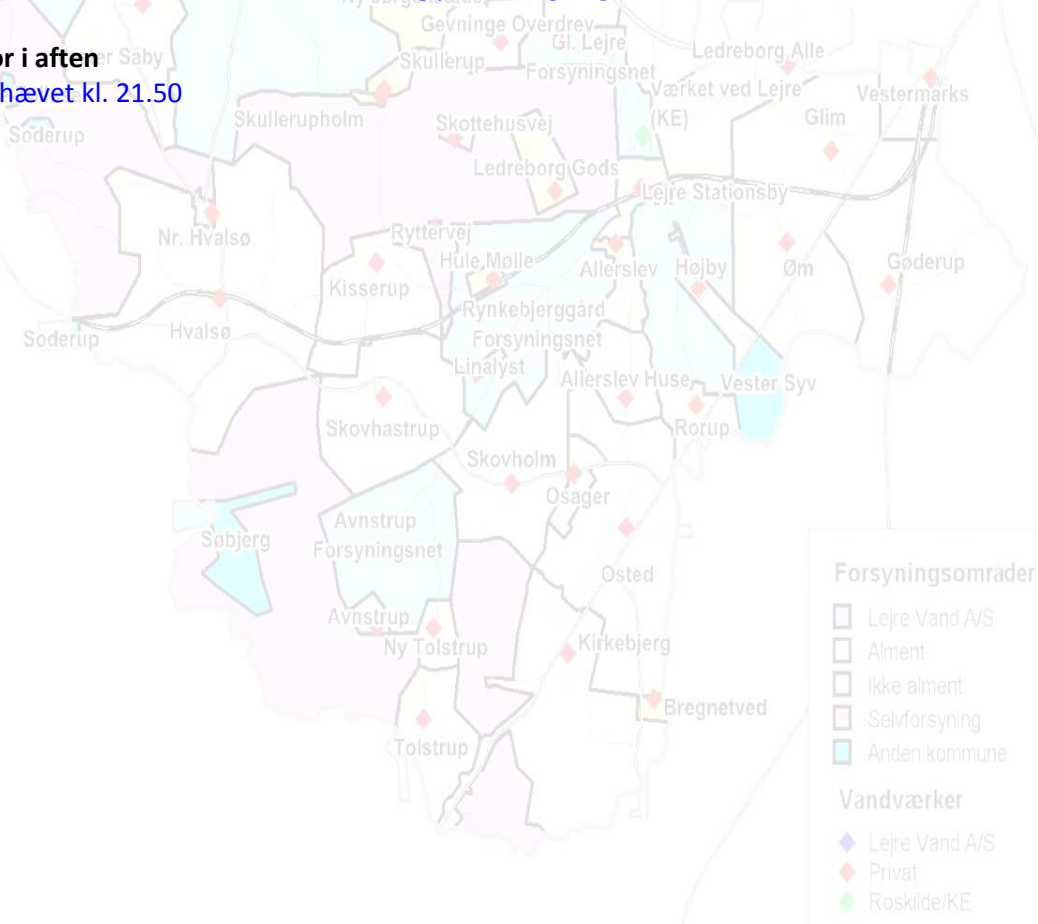 Gevninge Overdrev
or i aften
Gl. Lejre
Forsyningsnet
Ledreborg Alle
Skullerup
hævet kl. 21.50
Værket ved Lejre
(KE)
Vestermarks
Skullerupholm
Skottehusvej
Glim
Soderup
Ledreborg Gods
Lejre Stationsby
Nr. Hvalsø
Ryttervej
Hule Mølle
Allerslev
Højby
Øm
Gøderup
Kisserup
Rynkebjerggård
Forsyningsnet
Soderup
Hvalsø
Linalyst
Allerslev Huse
Vester Syv
Skovhastrup
Rorup
Skovholm
Osager
Avnstrup
Forsyningsnet
Søbjerg
Osted
Avnstrup
Ny Tolstrup
Kirkebjerg
Bregnetved
Tolstrup
Forsyningsområder
Lejre Vand A/S
Alment
Ikke alment
Selvforsyning
Anden kommune
Vandværker
Lejre Vand A/S
Privat
Roskilde/KE